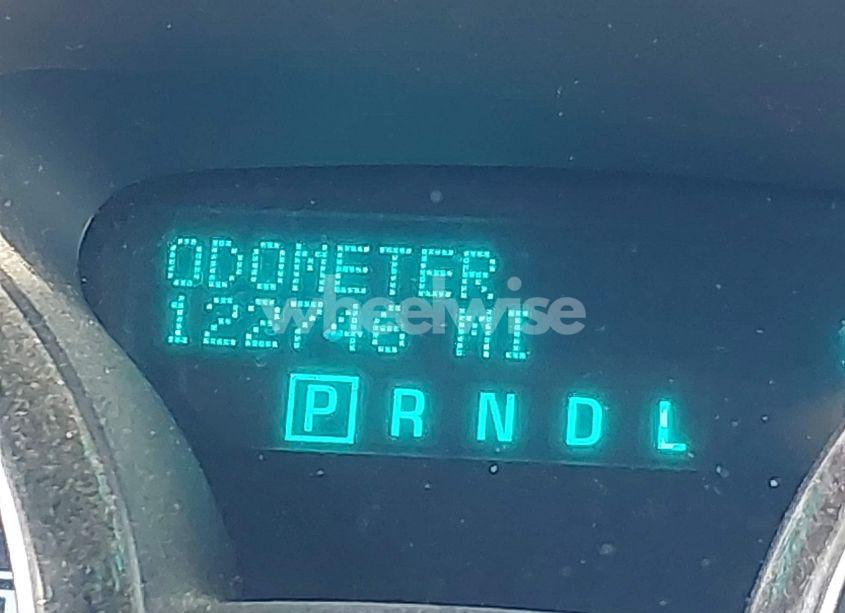 ODOMETER
122746 MI
P R N D L
wheelwise